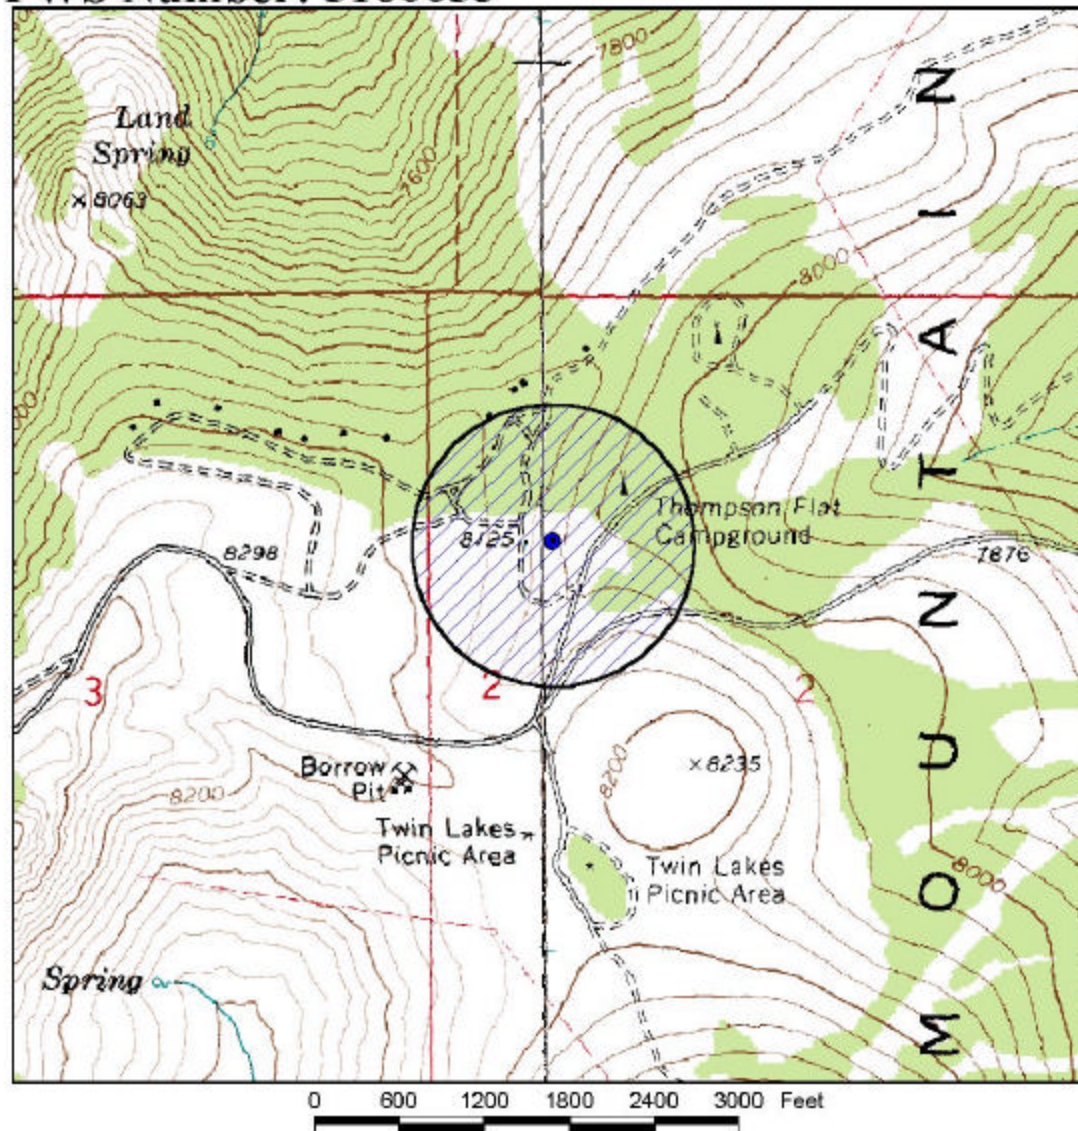 7800
Land
Spring
7600
×8063
8000
8125
Thompson Flat
Campground
8298
7876
3
2
2
8200
×8235
Borrow
Pit
8200
Twin Lakes
Picnic Area
Twin Lakes
Picnic Area
8000
Spring
MOUNTAIN
0 600 1200 1800 2400 3000 Feet